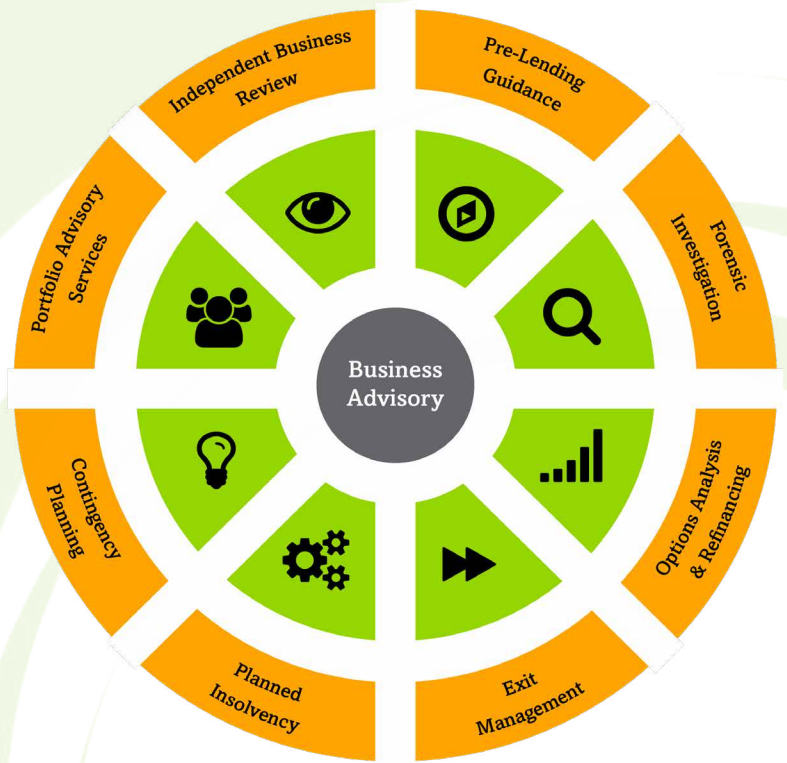 Independent Business
Review
Pre-Lending
Guidance
Forensic
Investigation
Options Analysis
& Refinancing
Exit
Management
Planned
Insolvency
Contingency
Planning
Portfolio Advisory
Services
Business
Advisory